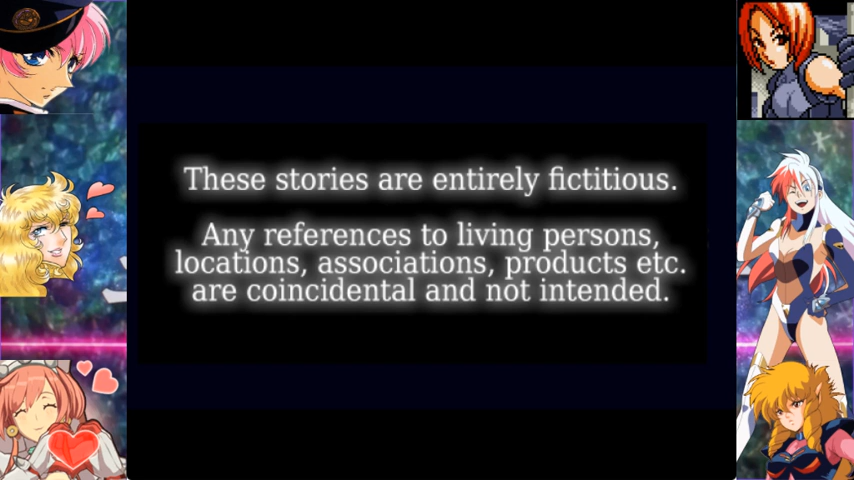 These stories are entirely fictitious.
Any references to living persons,
locations, associations, products etc.
are coincidental and not intended.